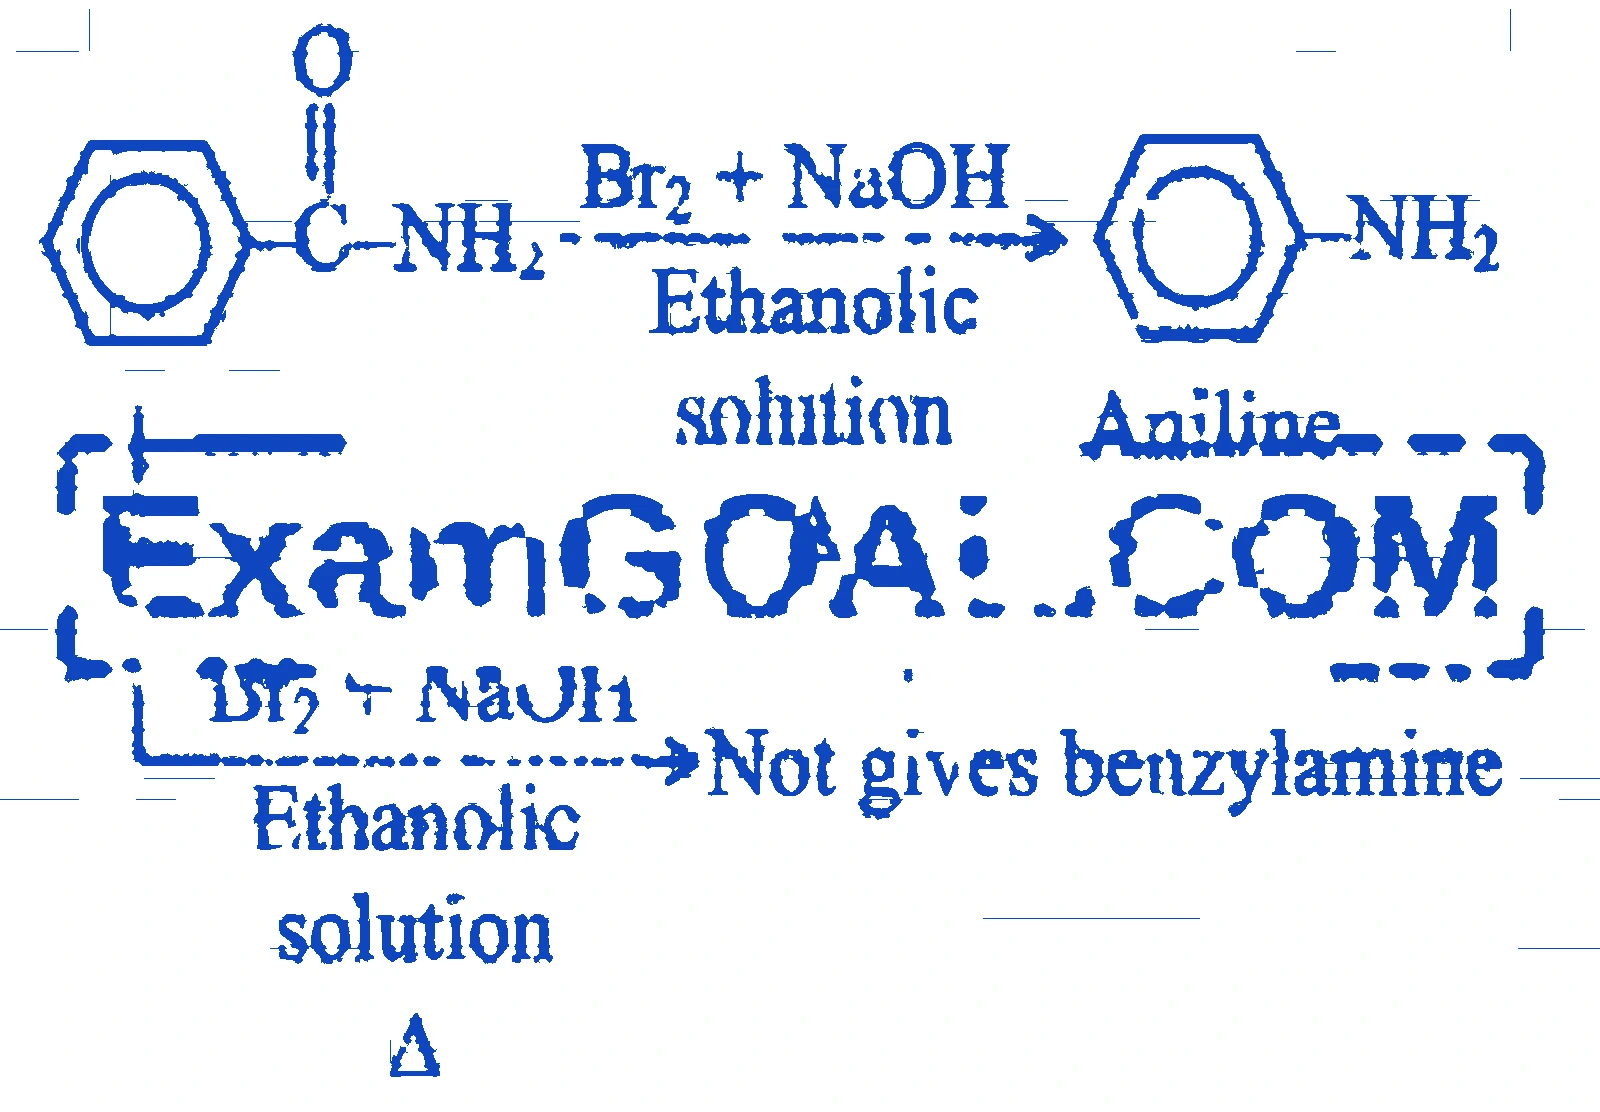 O
C NH₂
Br₂ + NaOH
NH₂
Ethanolic
solution
Aniline
ExamGOAL.COM
Br₂ + NaOH
Not gives benzylamine
Ethanolic
solution
Δ